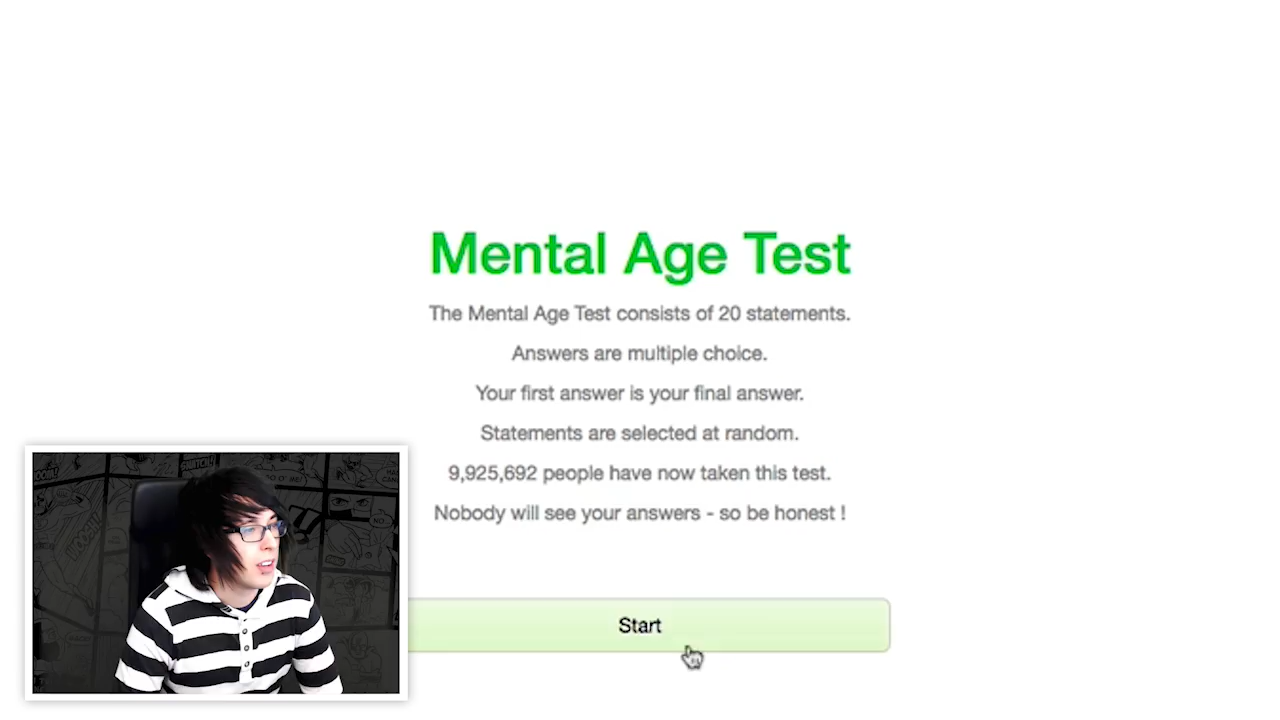 Mental Age Test
The Mental Age Test consists of 20 statements.
Answers are multiple choice.
Your first answer is your final answer.
Statements are selected at random.
9,925,692 people have now taken this test.
Nobody will see your answers - so be honest !
Start
NO